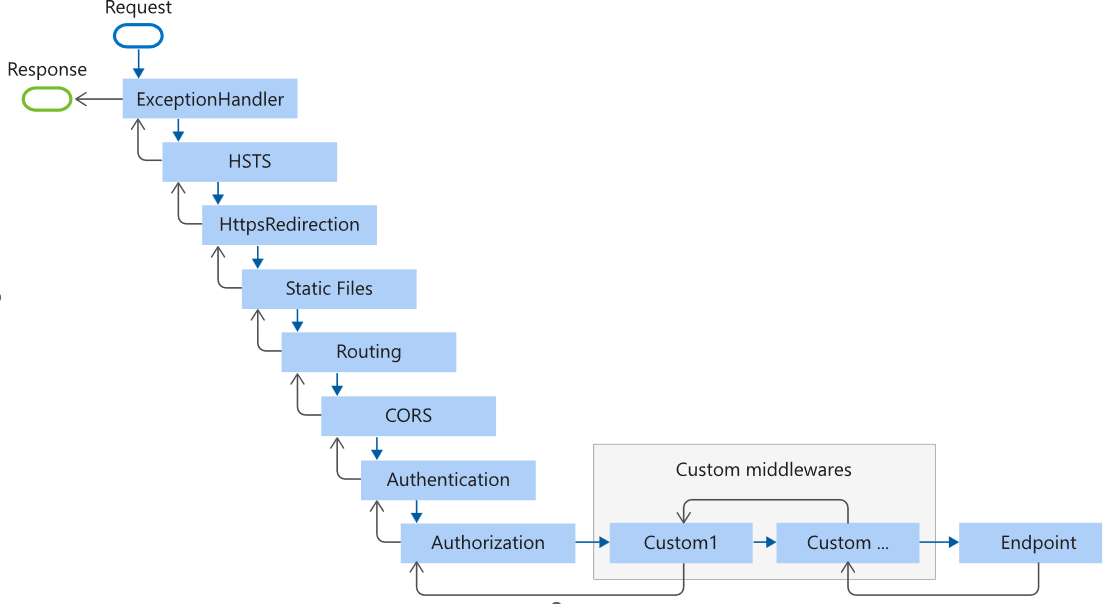 Request
Response
ExceptionHandler
HSTS
HttpsRedirection
Static Files
Routing
CORS
Authentication
Custom middlewares
Authorization
Custom1
Custom ...
Endpoint